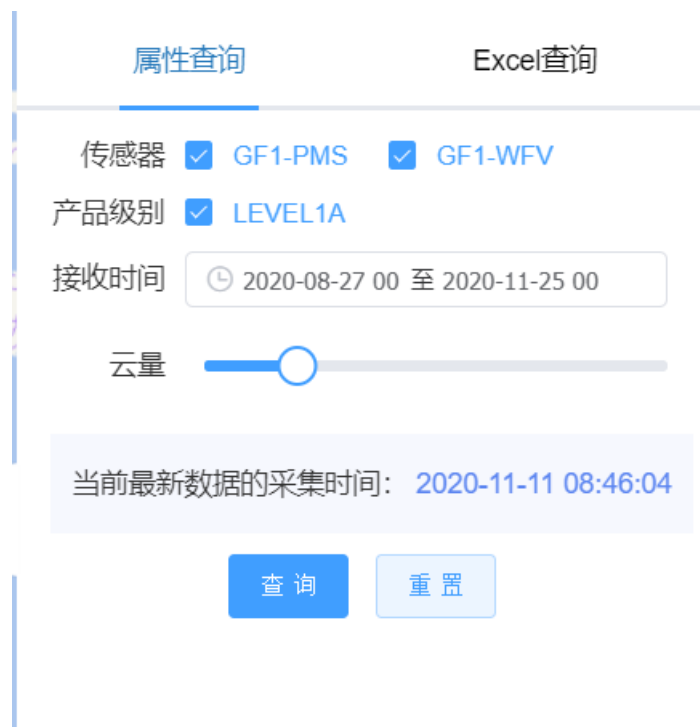 属性查询 Excel查询
传感器 GF1-PMS GF1-WFV
产品级别 LEVEL1A
接收时间 2020-08-27 00 至 2020-11-25 00
云量
当前最新数据的采集时间： 2020-11-11 08:46:04
查询 重置